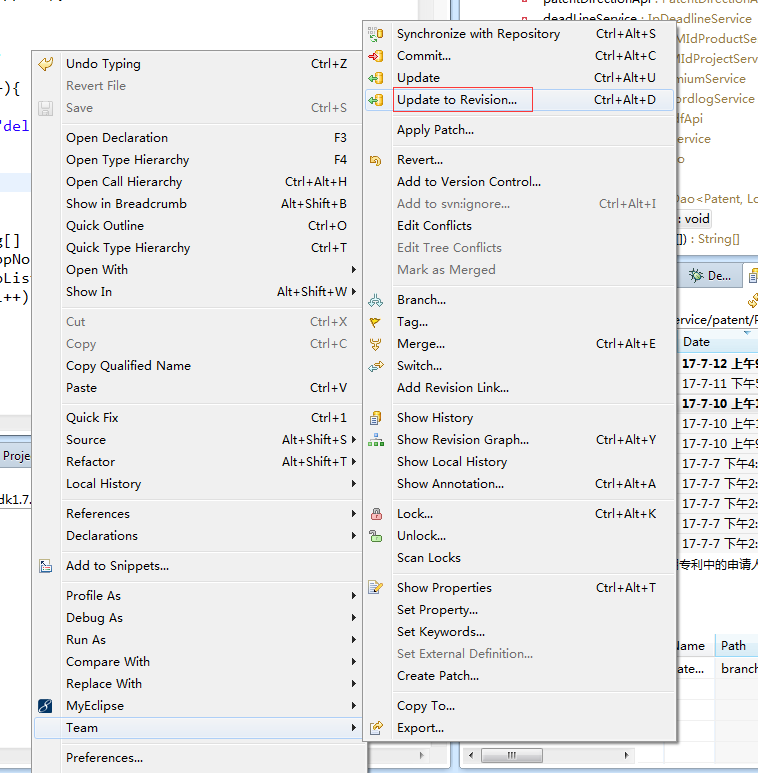 ){
'del
g[]
ppNo
pList
i++)
Proje
dk1.7.
Undo Typing Ctrl+Z
Revert File
Save Ctrl+S
Open Declaration F3
Open Type Hierarchy F4
Open Call Hierarchy Ctrl+Alt+H
Show in Breadcrumb Alt+Shift+B
Quick Outline Ctrl+O
Quick Type Hierarchy Ctrl+T
Open With
Show In Alt+Shift+W
Cut Ctrl+X
Copy Ctrl+C
Copy Qualified Name
Paste Ctrl+V
Quick Fix Ctrl+1
Source Alt+Shift+S
Refactor Alt+Shift+T
Local History
References
Declarations
Add to Snippets...
Profile As
Debug As
Run As
Compare With
Replace With
MyEclipse
Team
Preferences...
Synchronize with Repository Ctrl+Alt+S
Commit... Ctrl+Alt+C
Update Ctrl+Alt+U
Update to Revision... Ctrl+Alt+D
Apply Patch...
Revert...
Add to Version Control...
Add to svn:ignore... Ctrl+Alt+I
Edit Conflicts
Edit Tree Conflicts
Mark as Merged
Branch...
Tag...
Merge... Ctrl+Alt+E
Switch...
Add Revision Link...
Show History
Show Revision Graph... Ctrl+Alt+Y
Show Local History
Show Annotation... Ctrl+Alt+A
Lock... Ctrl+Alt+K
Unlock...
Scan Locks
Show Properties Ctrl+Alt+T
Set Property...
Set Keywords...
Set External Definition...
Create Patch...
Copy To...
Export...
deadLineService : InDeadlineService
MIdProductSe
MIdProjectServ
miumService
ordlogService
dfApi
ervice
o
Dao<Patent, Lo
: void
[]) : String[]
De...
ervice/patent/P
Date
17-7-12 上午9
17-7-11 下午5
17-7-10 上午1
17-7-10 上午1
17-7-10 上午9
17-7-7 下午4:
17-7-7 下午2:
17-7-7 下午2:
17-7-7 下午2:
17-7-7 下午2:
专利中的申请人
Name Path
ate... branch